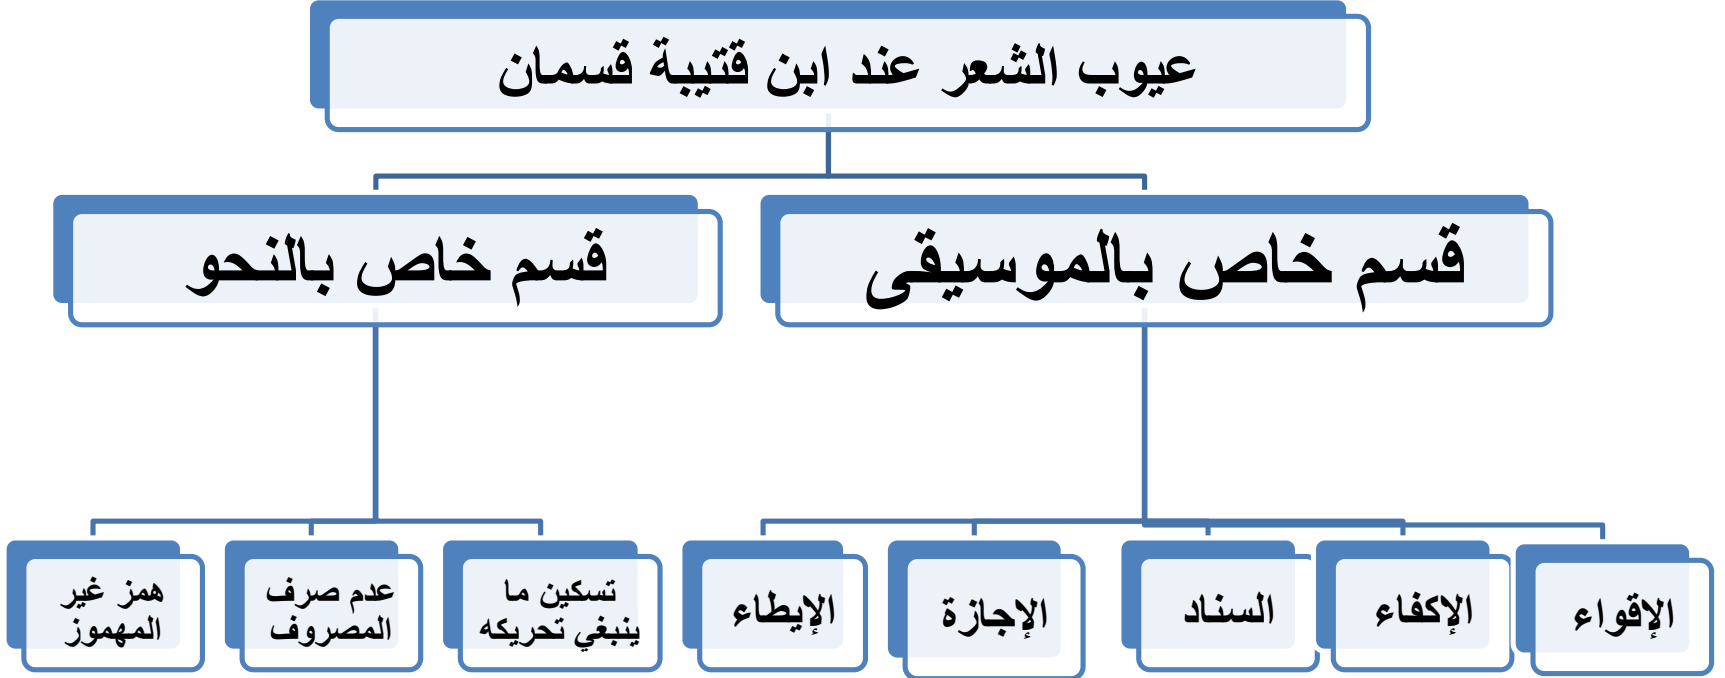 عيوب الشعر عند ابن قتيبة قسمان
قسم خاص بالموسيقى
قسم خاص بالنحو
الإقواء
الإكفاء
السناد
الإجازة
الإيطاء
تسكين ما
ينبغي تحريكه
عدم صرف
المصروف
همز غير
المهموز